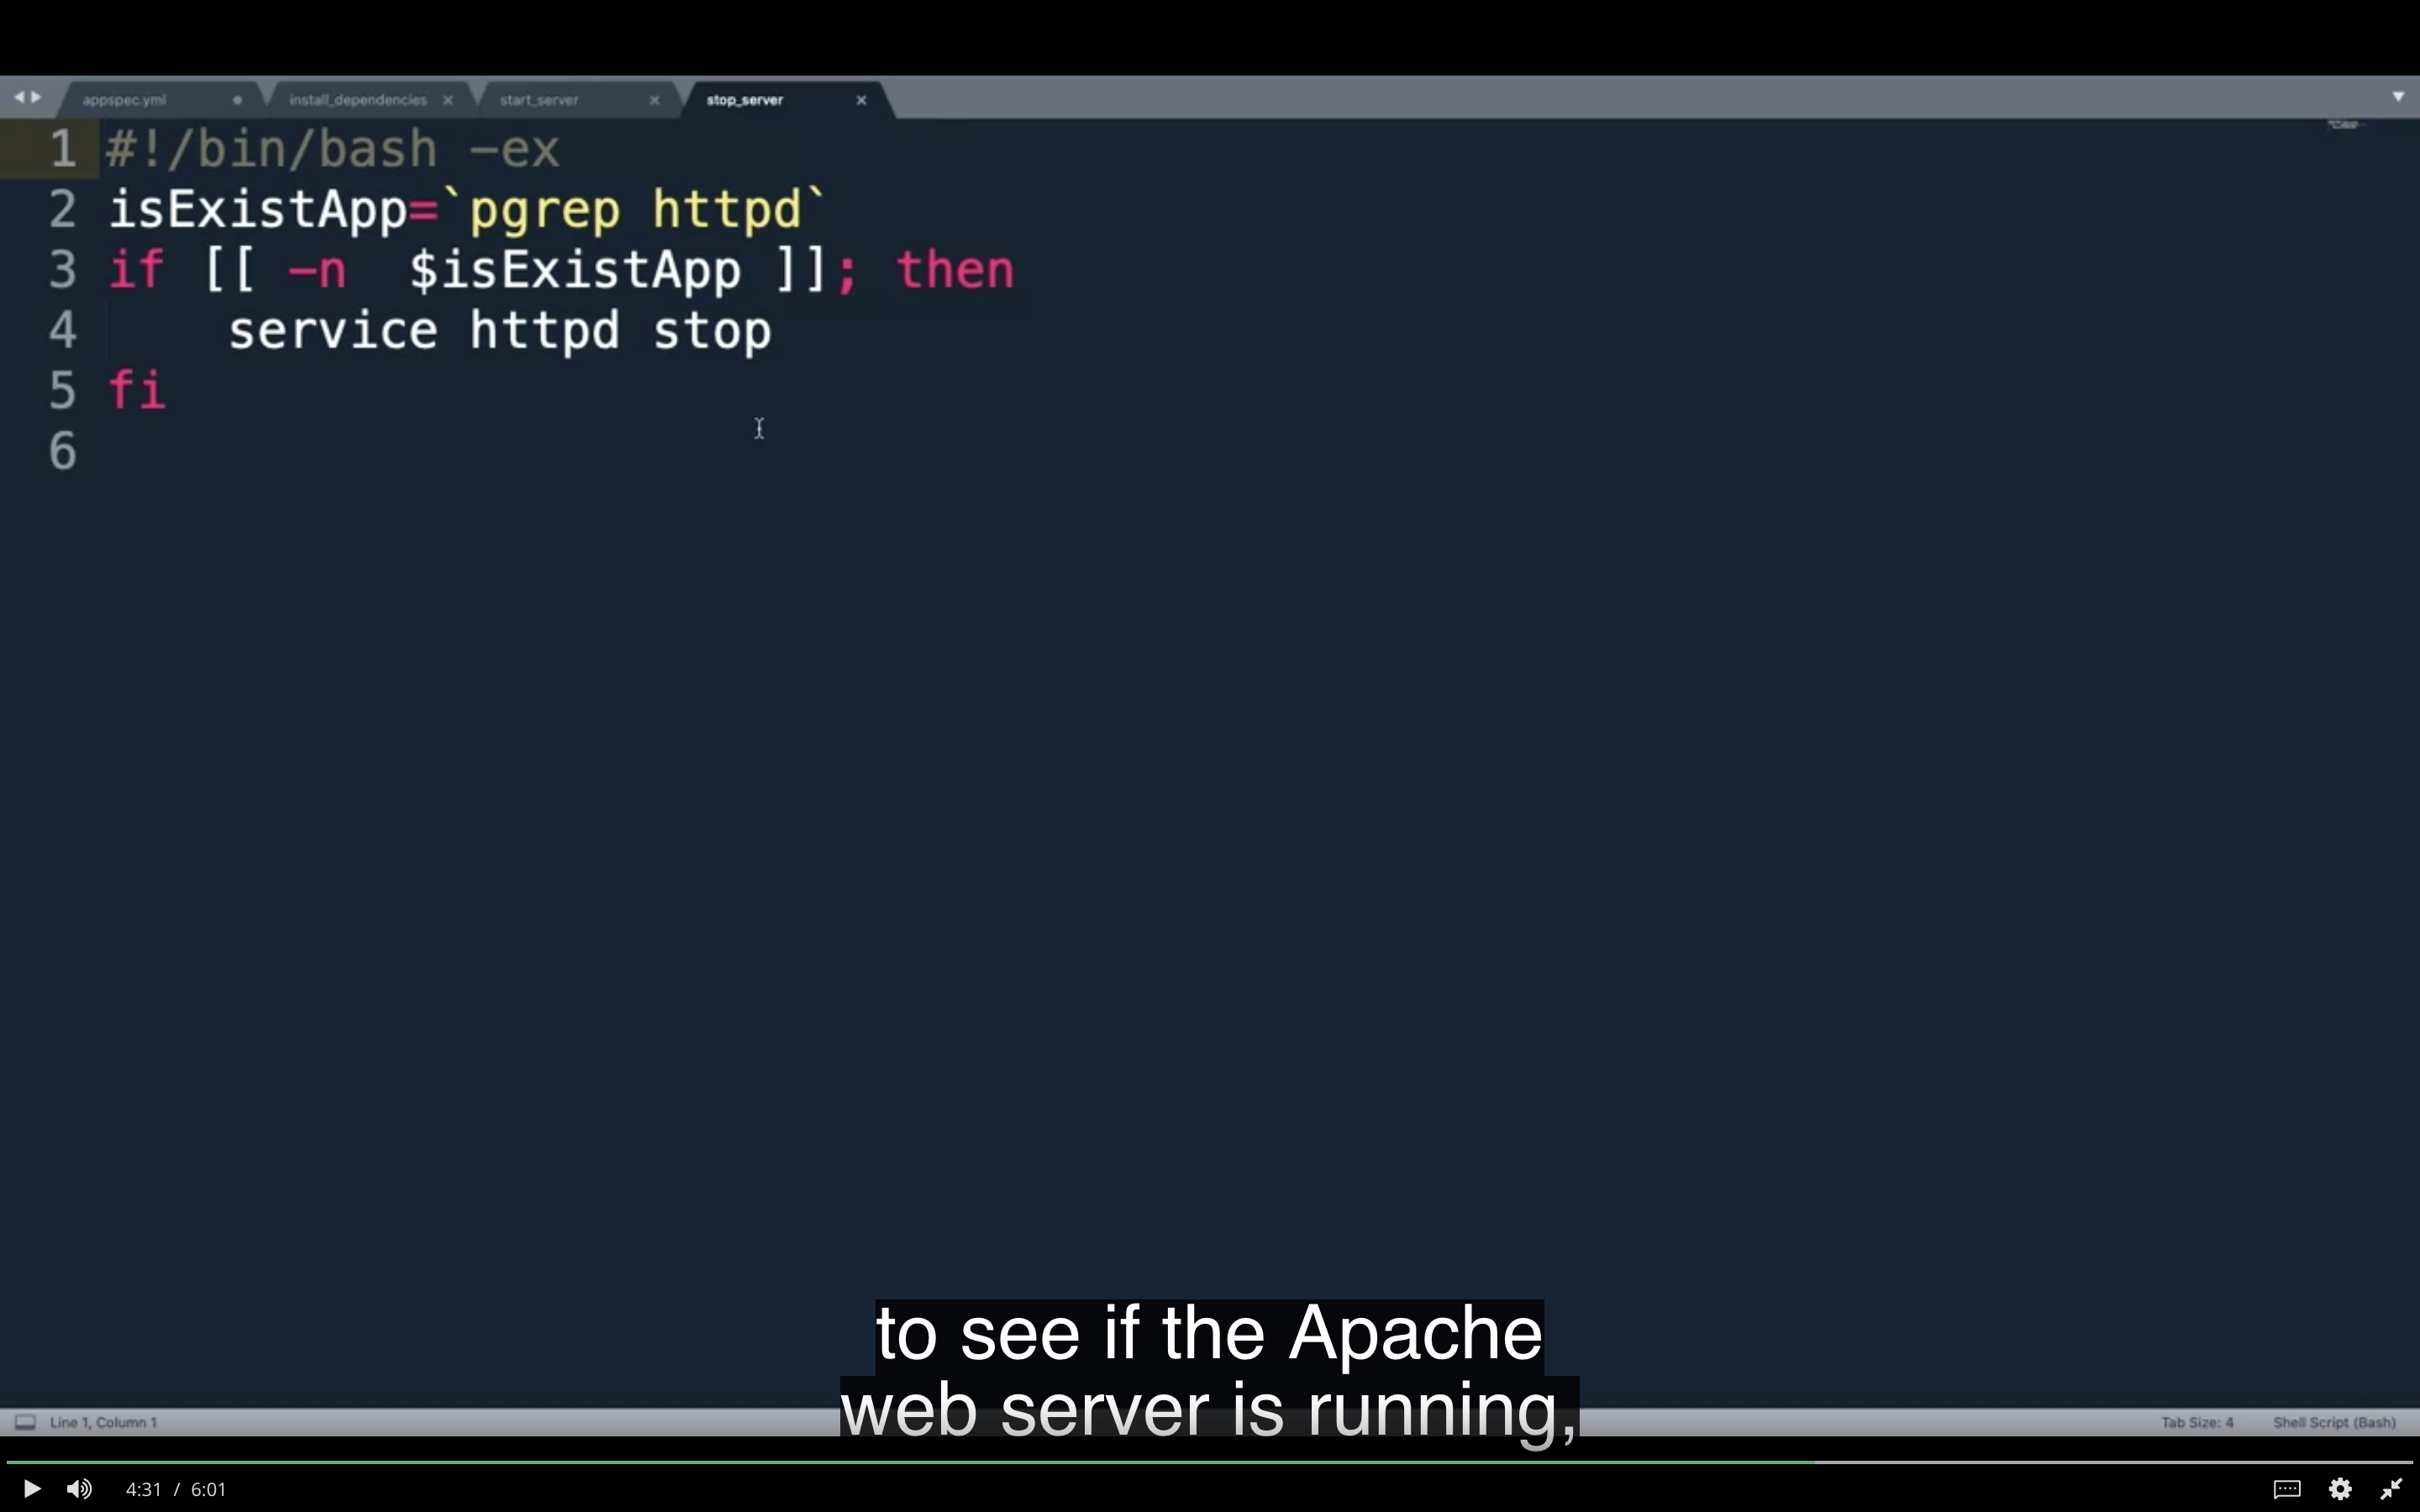 appspec.yml
install_dependencies
start_server
stop_server
1 #!/bin/bash -ex
2 isExistApp=`pgrep httpd`
3 if [[ -n  $isExistApp ]]; then
4     service httpd stop
5 fi
6
to see if the Apache
web server is running,
Line 1, Column 1
Tab Size: 4
Shell Script (Bash)
4:31 / 6:01